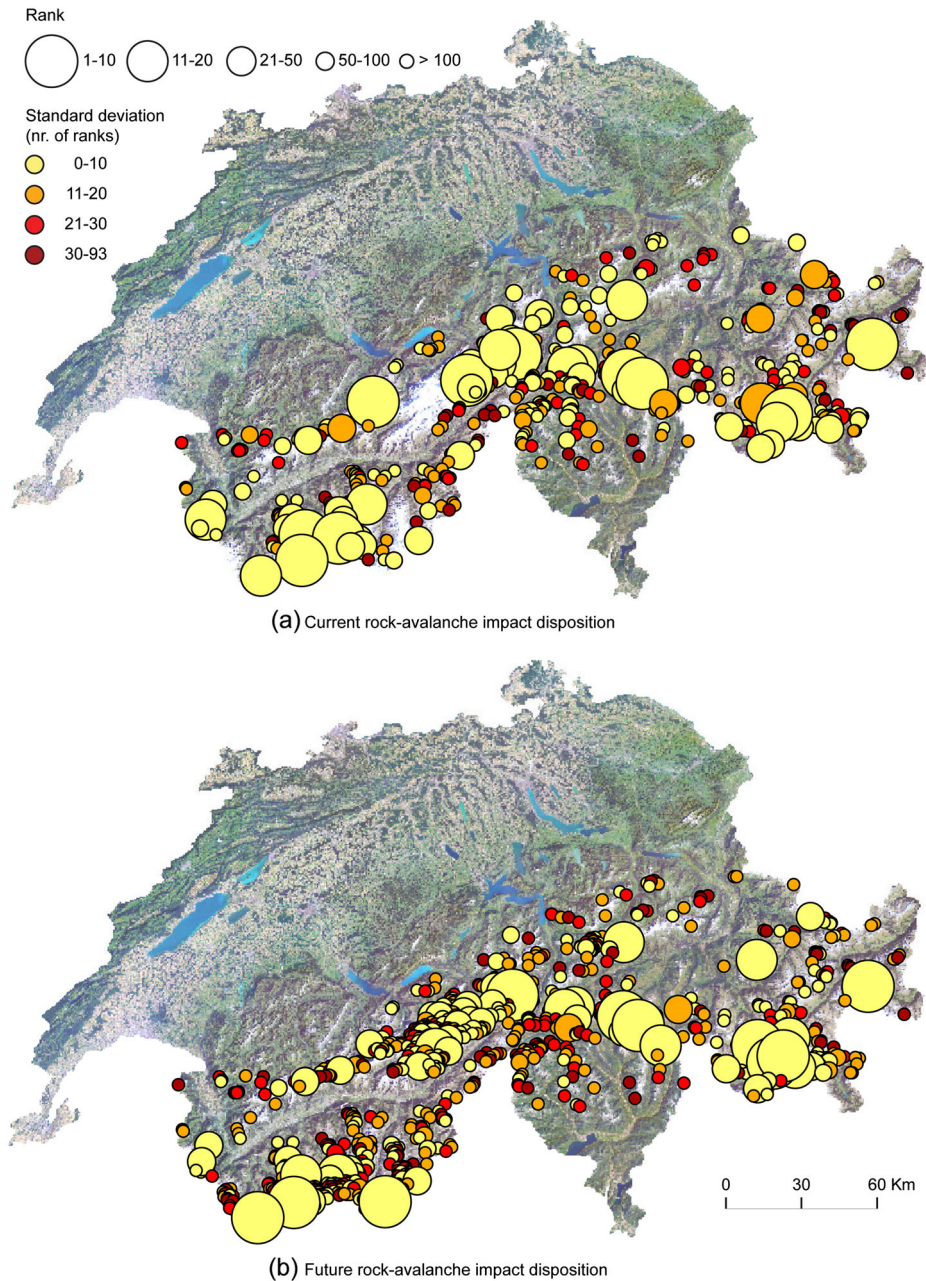 Rank
1-10 11-20 21-50 50-100 > 100
Standard deviation
(nr. of ranks)
0-10
11-20
21-30
30-93
(a) Current rock-avalanche impact disposition
0 30 60 Km
(b) Future rock-avalanche impact disposition